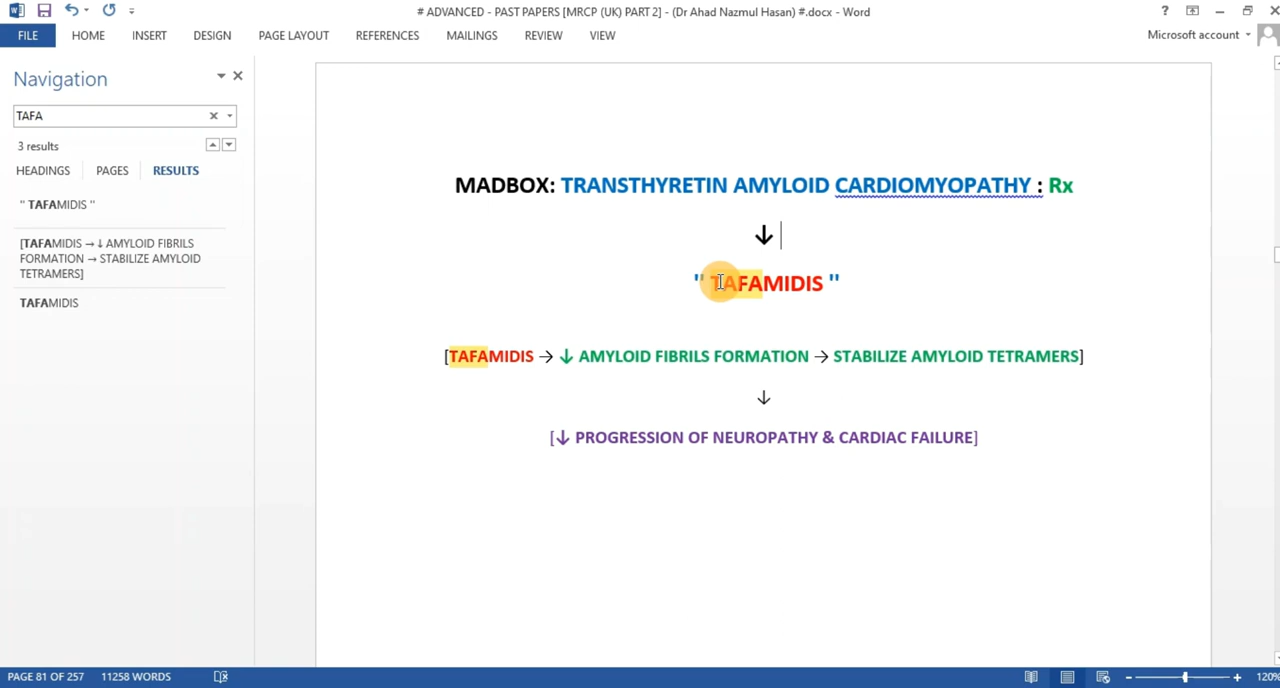 # ADVANCED - PAST PAPERS [MRCP (UK) PART 2] - (Dr Ahad Nazmul Hasan) #.docx - Word
FILE HOME INSERT DESIGN PAGE LAYOUT REFERENCES MAILINGS REVIEW VIEW Microsoft account
Navigation
TAFA
3 results
HEADINGS PAGES RESULTS
" TAFAMIDIS "
[TAFAMIDIS → ↓ AMYLOID FIBRILS
FORMATION → STABILIZE AMYLOID
TETRAMERS]
TAFAMIDIS
MADBOX: TRANSTHYRETIN AMYLOID CARDIOMYOPATHY : Rx
↓
" TAFAMIDIS "
[TAFAMIDIS → ↓ AMYLOID FIBRILS FORMATION → STABILIZE AMYLOID TETRAMERS]
↓
[↓ PROGRESSION OF NEUROPATHY & CARDIAC FAILURE]
PAGE 81 OF 257 11258 WORDS 120%